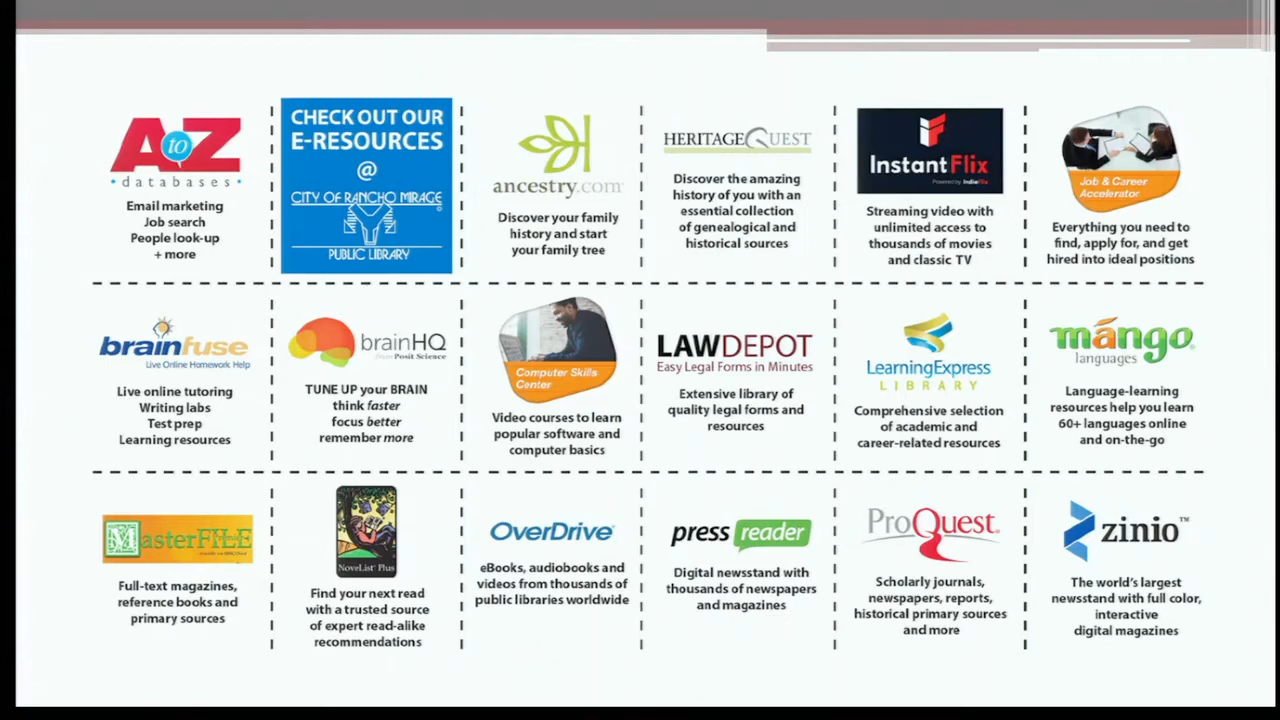 A to Z
databases
Email marketing
Job search
People look-up
+ more
CHECK OUT OUR
E-RESOURCES
@
CITY OF RANCHO MIRAGE
PUBLIC LIBRARY
ancestry.com
Discover your family
history and start
your family tree
HERITAGEQUEST
Discover the amazing
history of you with an
essential collection
of genealogical and
historical sources
InstantFlix
Powered by IndieFlix
Streaming video with
unlimited access to
thousands of movies
and classic TV
Job & Career
Accelerator
Everything you need to
find, apply for, and get
hired into ideal positions
brainfuse
Live Online Homework Help
Live online tutoring
Writing labs
Test prep
Learning resources
brainHQ
from Posit Science
TUNE UP your BRAIN
think faster
focus better
remember more
Computer Skills
Center
Video courses to learn
popular software and
computer basics
LAWDEPOT
Easy Legal Forms in Minutes
Extensive library of
quality legal forms and
resources
LearningExpress
LIBRARY
Comprehensive selection
of academic and
career-related resources
mango
languages
Language-learning
resources help you learn
60+ languages online
and on-the-go
MasterFILE
Full-text magazines,
reference books and
primary sources
NoveList Plus
Find your next read
with a trusted source
of expert read-alike
recommendations
OverDrive
eBooks, audiobooks and
videos from thousands of
public libraries worldwide
press reader
Digital newsstand with
thousands of newspapers
and magazines
ProQuest
Scholarly journals,
newspapers, reports,
historical primary sources
and more
zinio™
The world's largest
newsstand with full color,
interactive
digital magazines